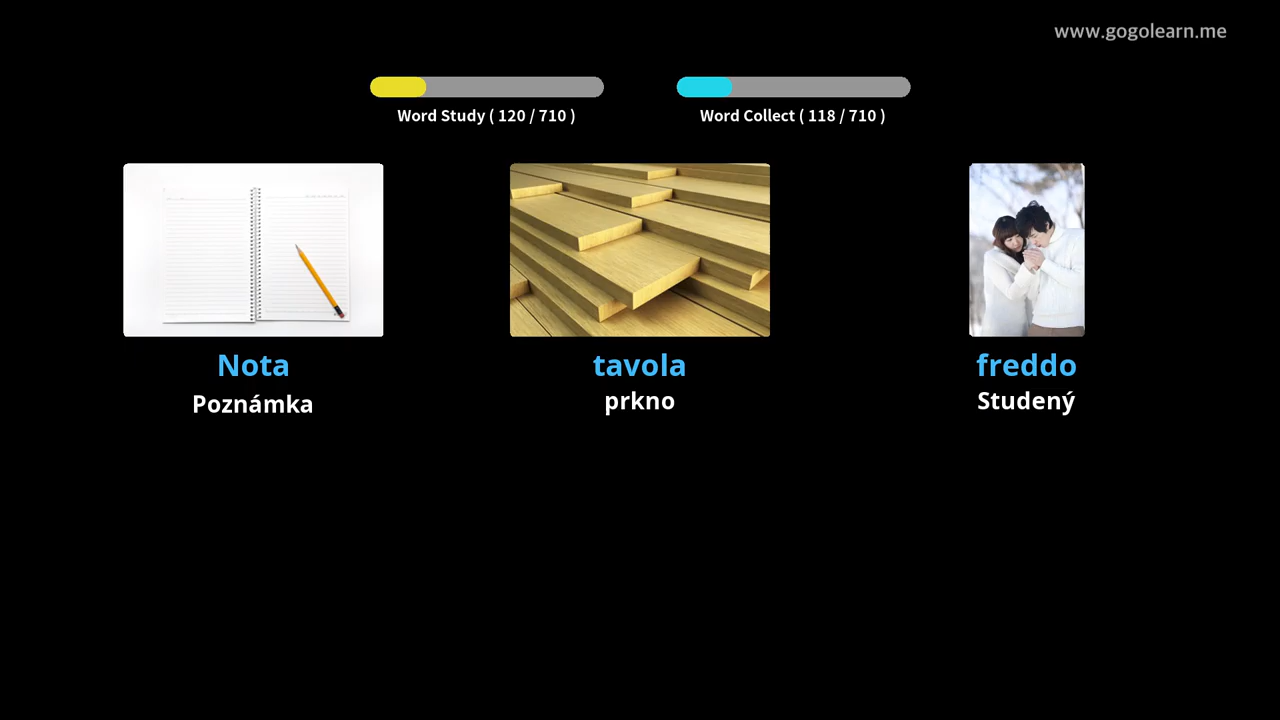 www.gogolearn.me
Word Study ( 120 / 710 )
Word Collect ( 118 / 710 )
Nota
Poznámka
tavola
prkno
freddo
Studený